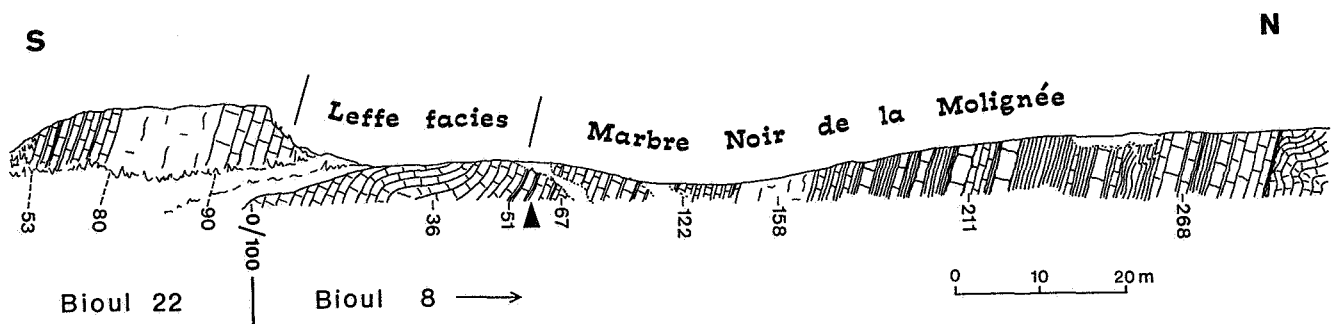 S N
Leffe facies Marbre Noir de la Molignée
53 80 90 0/100 36 51 67 122 158 211 268
0 10 20 m
Bioul 22 Bioul 8